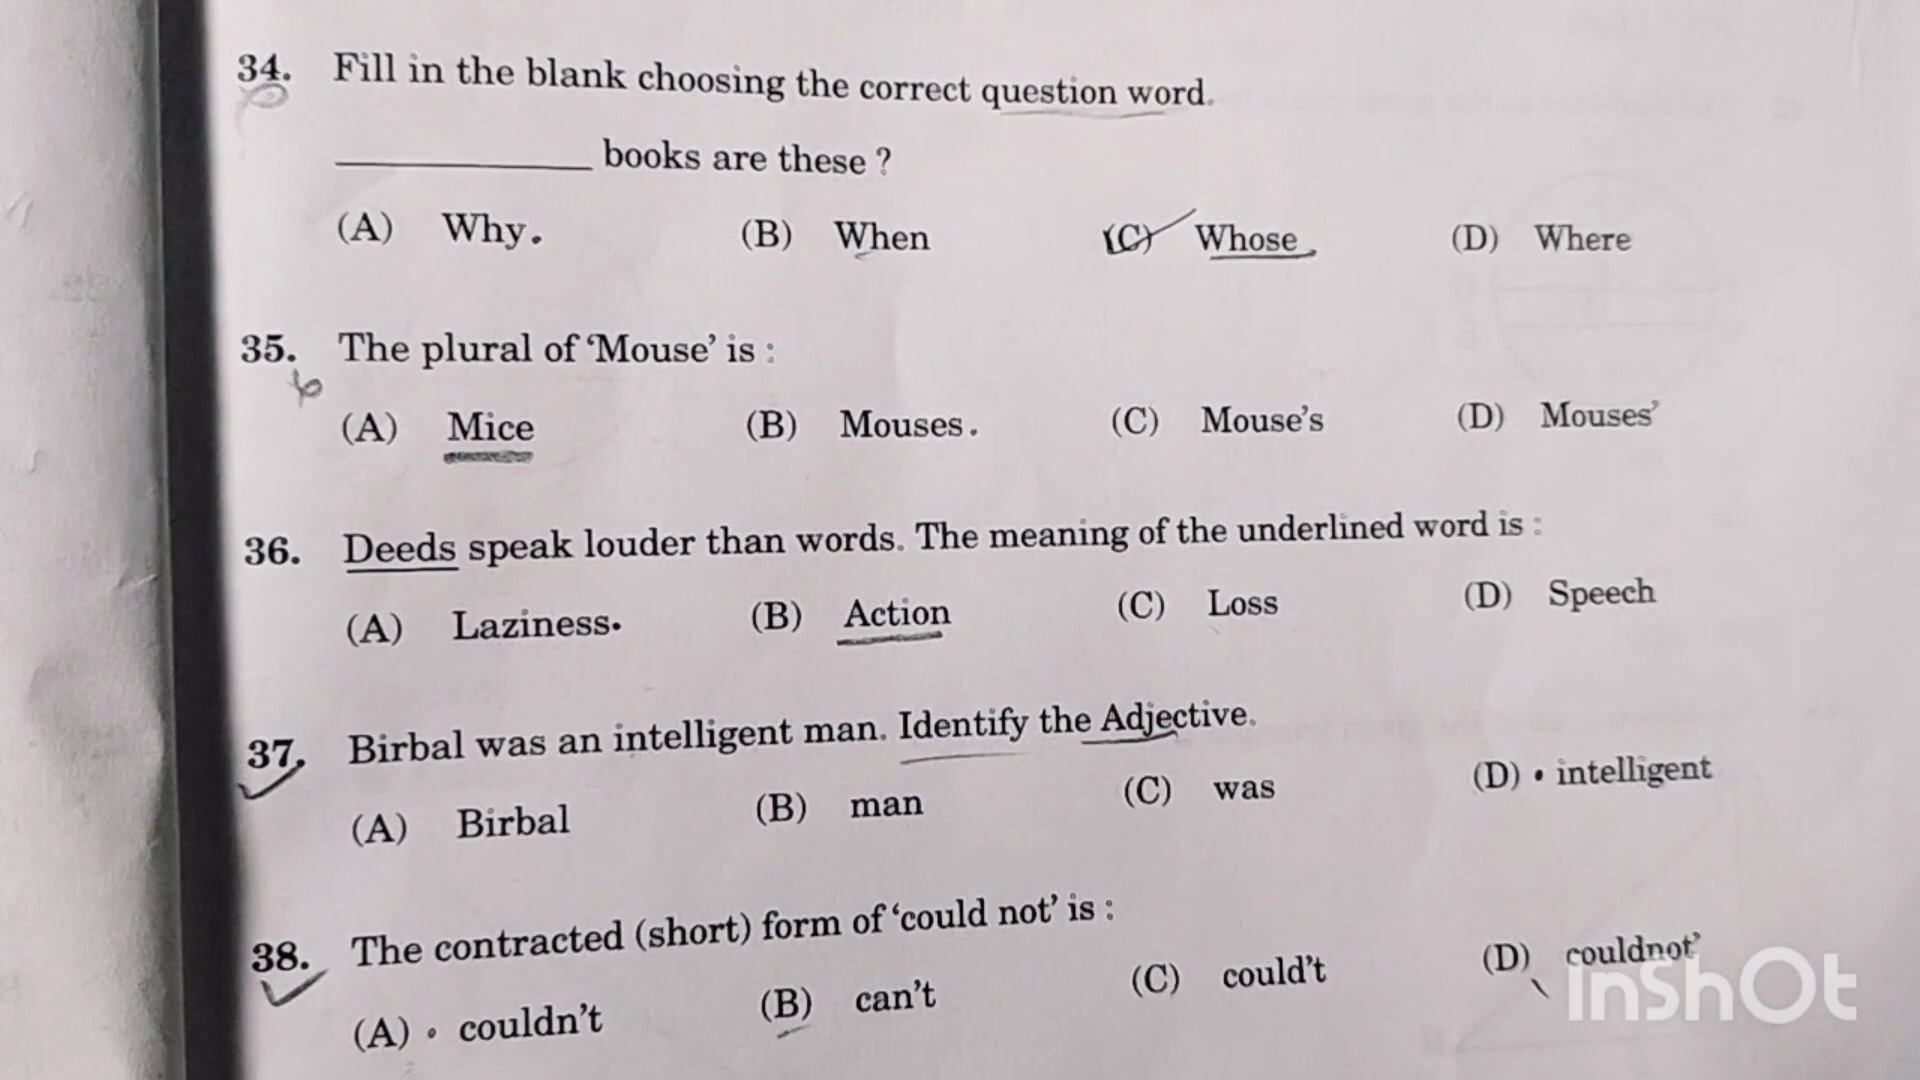 34. Fill in the blank choosing the correct question word.
____________ books are these ?
(A) Why. (B) When (C) Whose (D) Where
35. The plural of ‘Mouse’ is :
(A) Mice (B) Mouses. (C) Mouse’s (D) Mouses’
36. Deeds speak louder than words. The meaning of the underlined word is :
(A) Laziness. (B) Action (C) Loss (D) Speech
37. Birbal was an intelligent man. Identify the Adjective.
(A) Birbal (B) man (C) was (D) intelligent
38. The contracted (short) form of ‘could not’ is :
(A) couldn’t (B) can’t (C) could’t (D) couldnot’
InShOt